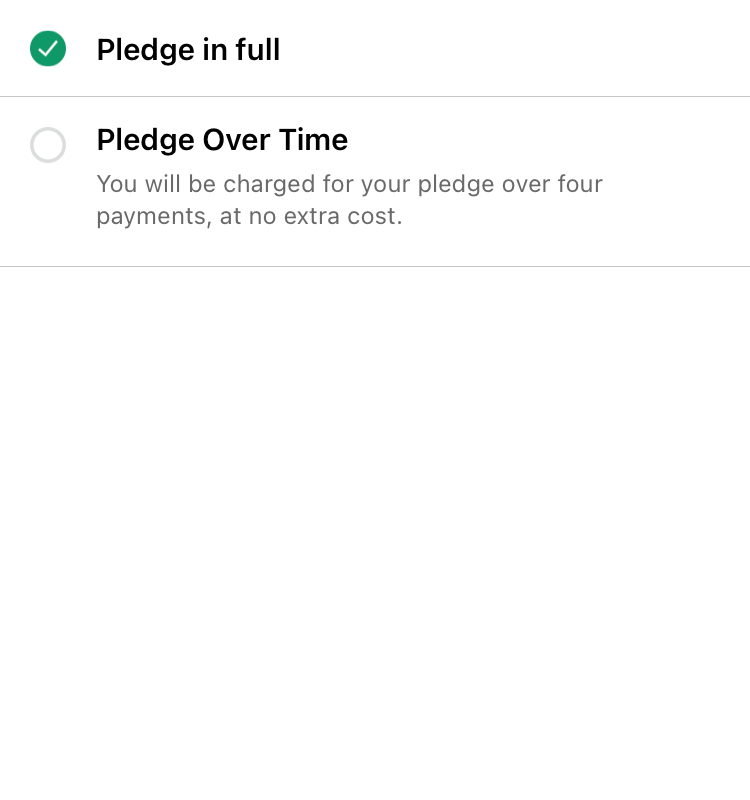 Pledge in full
Pledge Over Time
You will be charged for your pledge over four
payments, at no extra cost.